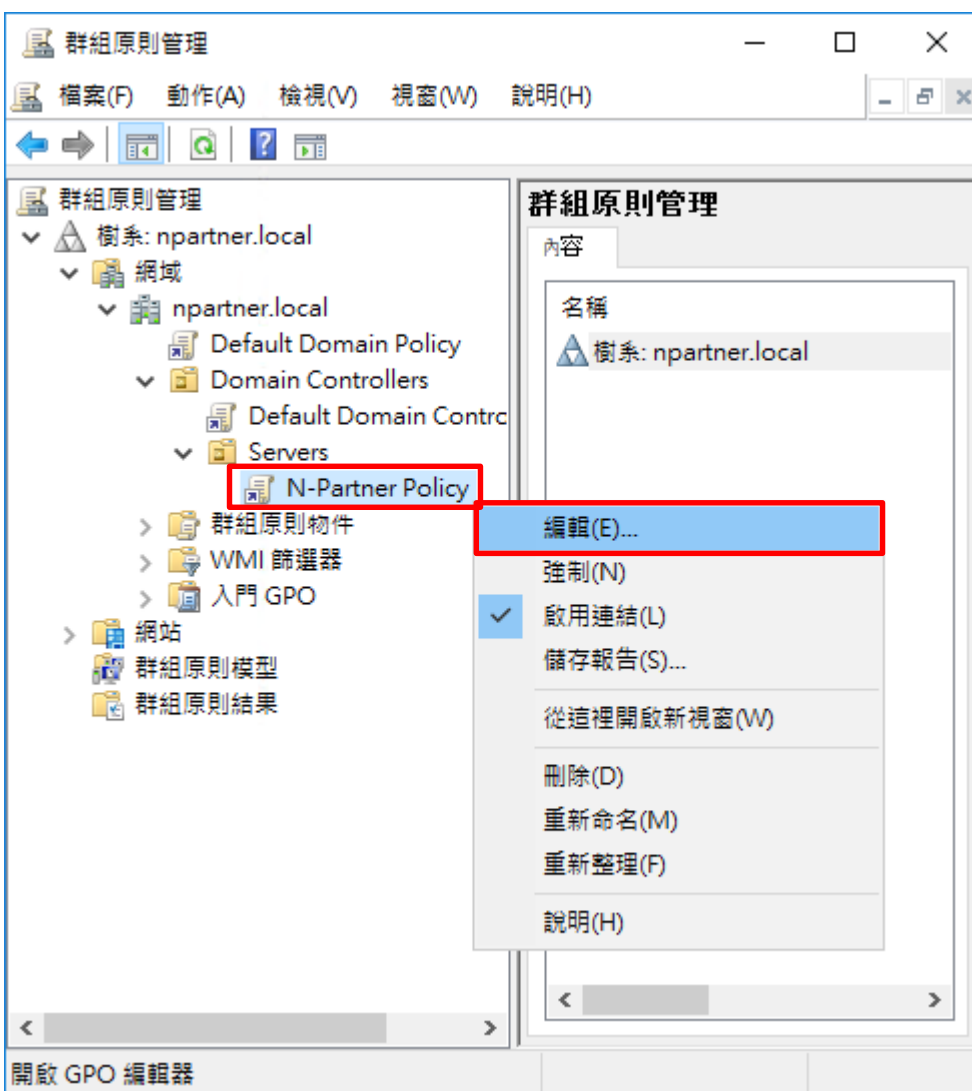 群組原則管理
檔案(F) 動作(A) 檢視(V) 視窗(W) 說明(H)
群組原則管理
樹系: npartner.local
網域
npartner.local
Default Domain Policy
Domain Controllers
Default Domain Contrc
Servers
N-Partner Policy
群組原則物件
WMI 篩選器
入門 GPO
網站
群組原則模型
群組原則結果
群組原則管理
內容
名稱
樹系: npartner.local
編輯(E)...
強制(N)
啟用連結(L)
儲存報告(S)...
從這裡開啟新視窗(W)
刪除(D)
重新命名(M)
重新整理(F)
說明(H)
開啟 GPO 編輯器